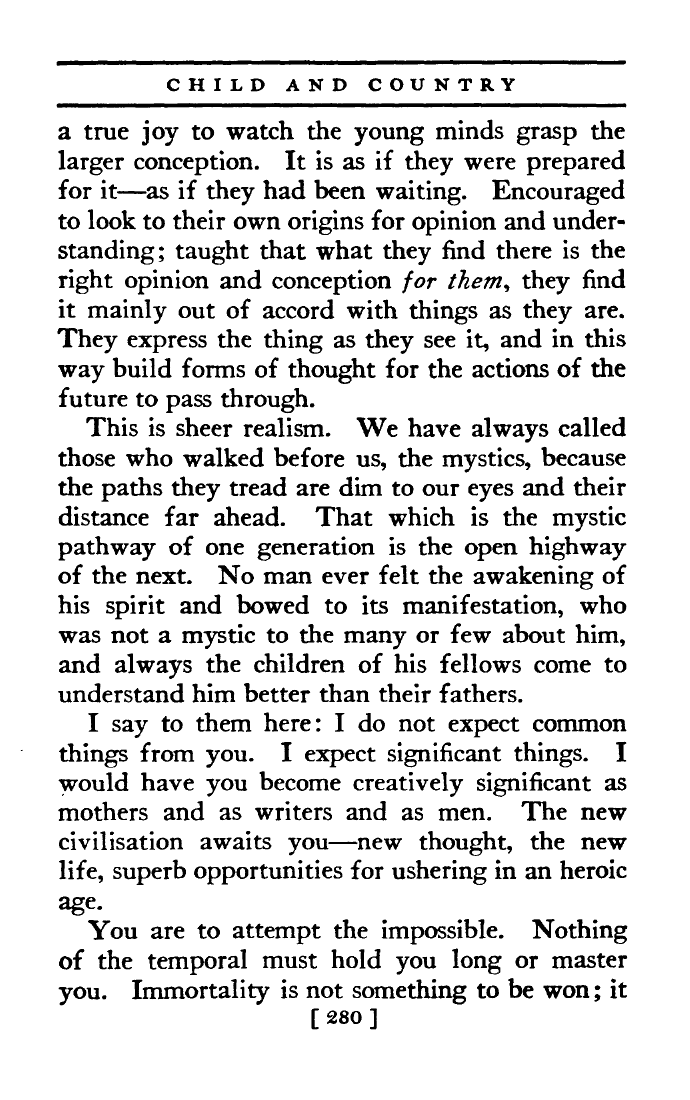 CHILD AND COUNTRY
a true joy to watch the young minds grasp the
larger conception. It is as if they were prepared
for it—as if they had been waiting. Encouraged
to look to their own origins for opinion and under-
standing; taught that what they find there is the
right opinion and conception for them, they find
it mainly out of accord with things as they are.
They express the thing as they see it, and in this
way build forms of thought for the actions of the
future to pass through.
This is sheer realism. We have always called
those who walked before us, the mystics, because
the paths they tread are dim to our eyes and their
distance far ahead. That which is the mystic
pathway of one generation is the open highway
of the next. No man ever felt the awakening of
his spirit and bowed to its manifestation, who
was not a mystic to the many or few about him,
and always the children of his fellows come to
understand him better than their fathers.
I say to them here: I do not expect common
things from you. I expect significant things. I
would have you become creatively significant as
mothers and as writers and as men. The new
civilisation awaits you—new thought, the new
life, superb opportunities for ushering in an heroic
age.
You are to attempt the impossible. Nothing
of the temporal must hold you long or master
you. Immortality is not something to be won; it
[ 280 ]